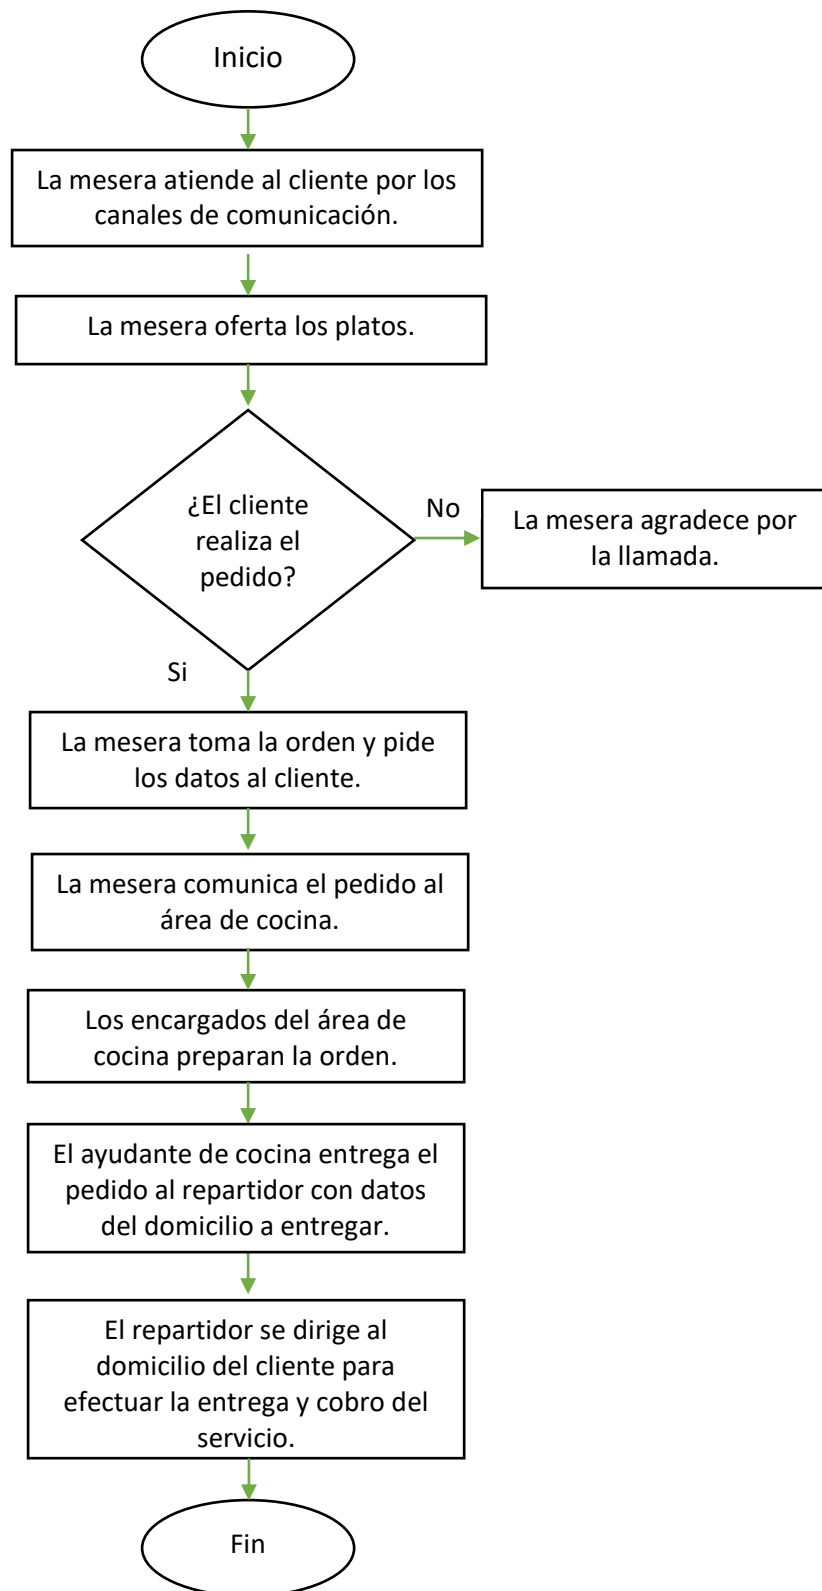 Inicio
La mesera atiende al cliente por los
canales de comunicación.
La mesera oferta los platos.
¿El cliente
realiza el
pedido?
No
La mesera agradece por
la llamada.
Si
La mesera toma la orden y pide
los datos al cliente.
La mesera comunica el pedido al
área de cocina.
Los encargados del área de
cocina preparan la orden.
El ayudante de cocina entrega el
pedido al repartidor con datos
del domicilio a entregar.
El repartidor se dirige al
domicilio del cliente para
efectuar la entrega y cobro del
servicio.
Fin